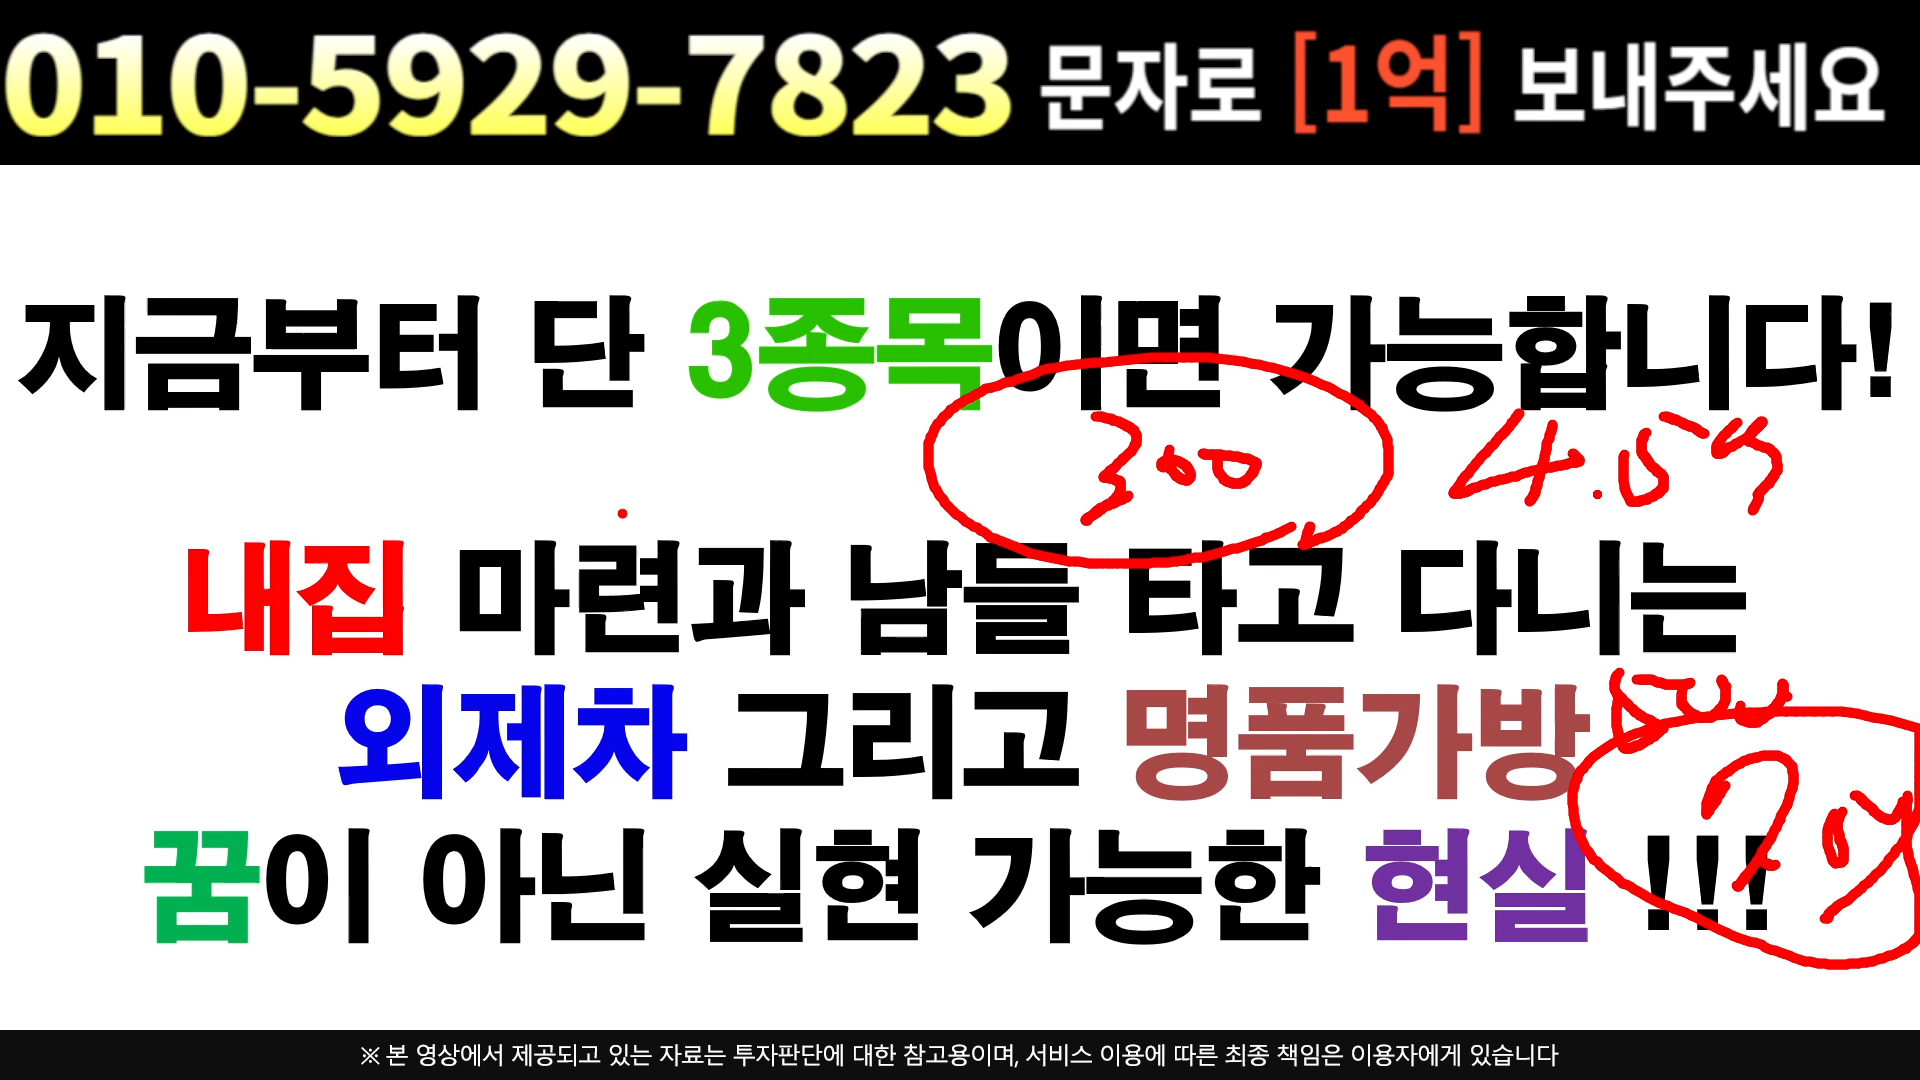 010-5929-7823 문자로 [1억] 보내주세요
지금부터 단 3종목이면 가능합니다!
300
내집 마련과 남들 타고 다니는
외제차 그리고 명품가방
500
꿈이 아닌 실현 가능한 현실 !!!
※ 본 영상에서 제공되고 있는 자료는 투자판단에 대한 참고용이며, 서비스 이용에 따른 최종 책임은 이용자에게 있습니다